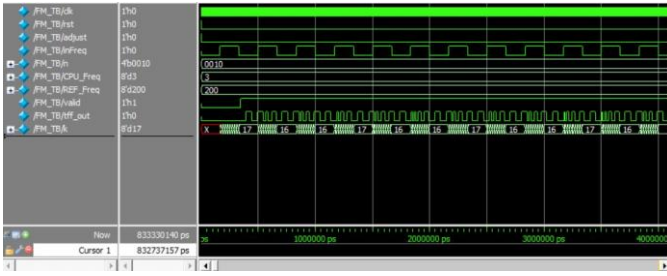 /FM_TB/clk 1'h0
/FM_TB/rst 1'h0
/FM_TB/adjust 1'h0
/FM_TB/inFreq 1'h0
/FM_TB/n 4'b0010 0010
/FM_TB/CPU_Freq 8'd3 3
/FM_TB/REF_Freq 8'd200 200
/FM_TB/valid 1'h1
/FM_TB/tff_out 1'h0
/FM_TB/k 8'd17 X 17 16 16 17 16 16 17 16 16 17 16
Now 833330140 ps ps 1000000 ps 2000000 ps 3000000 ps 4000000
Cursor 1 832737157 ps